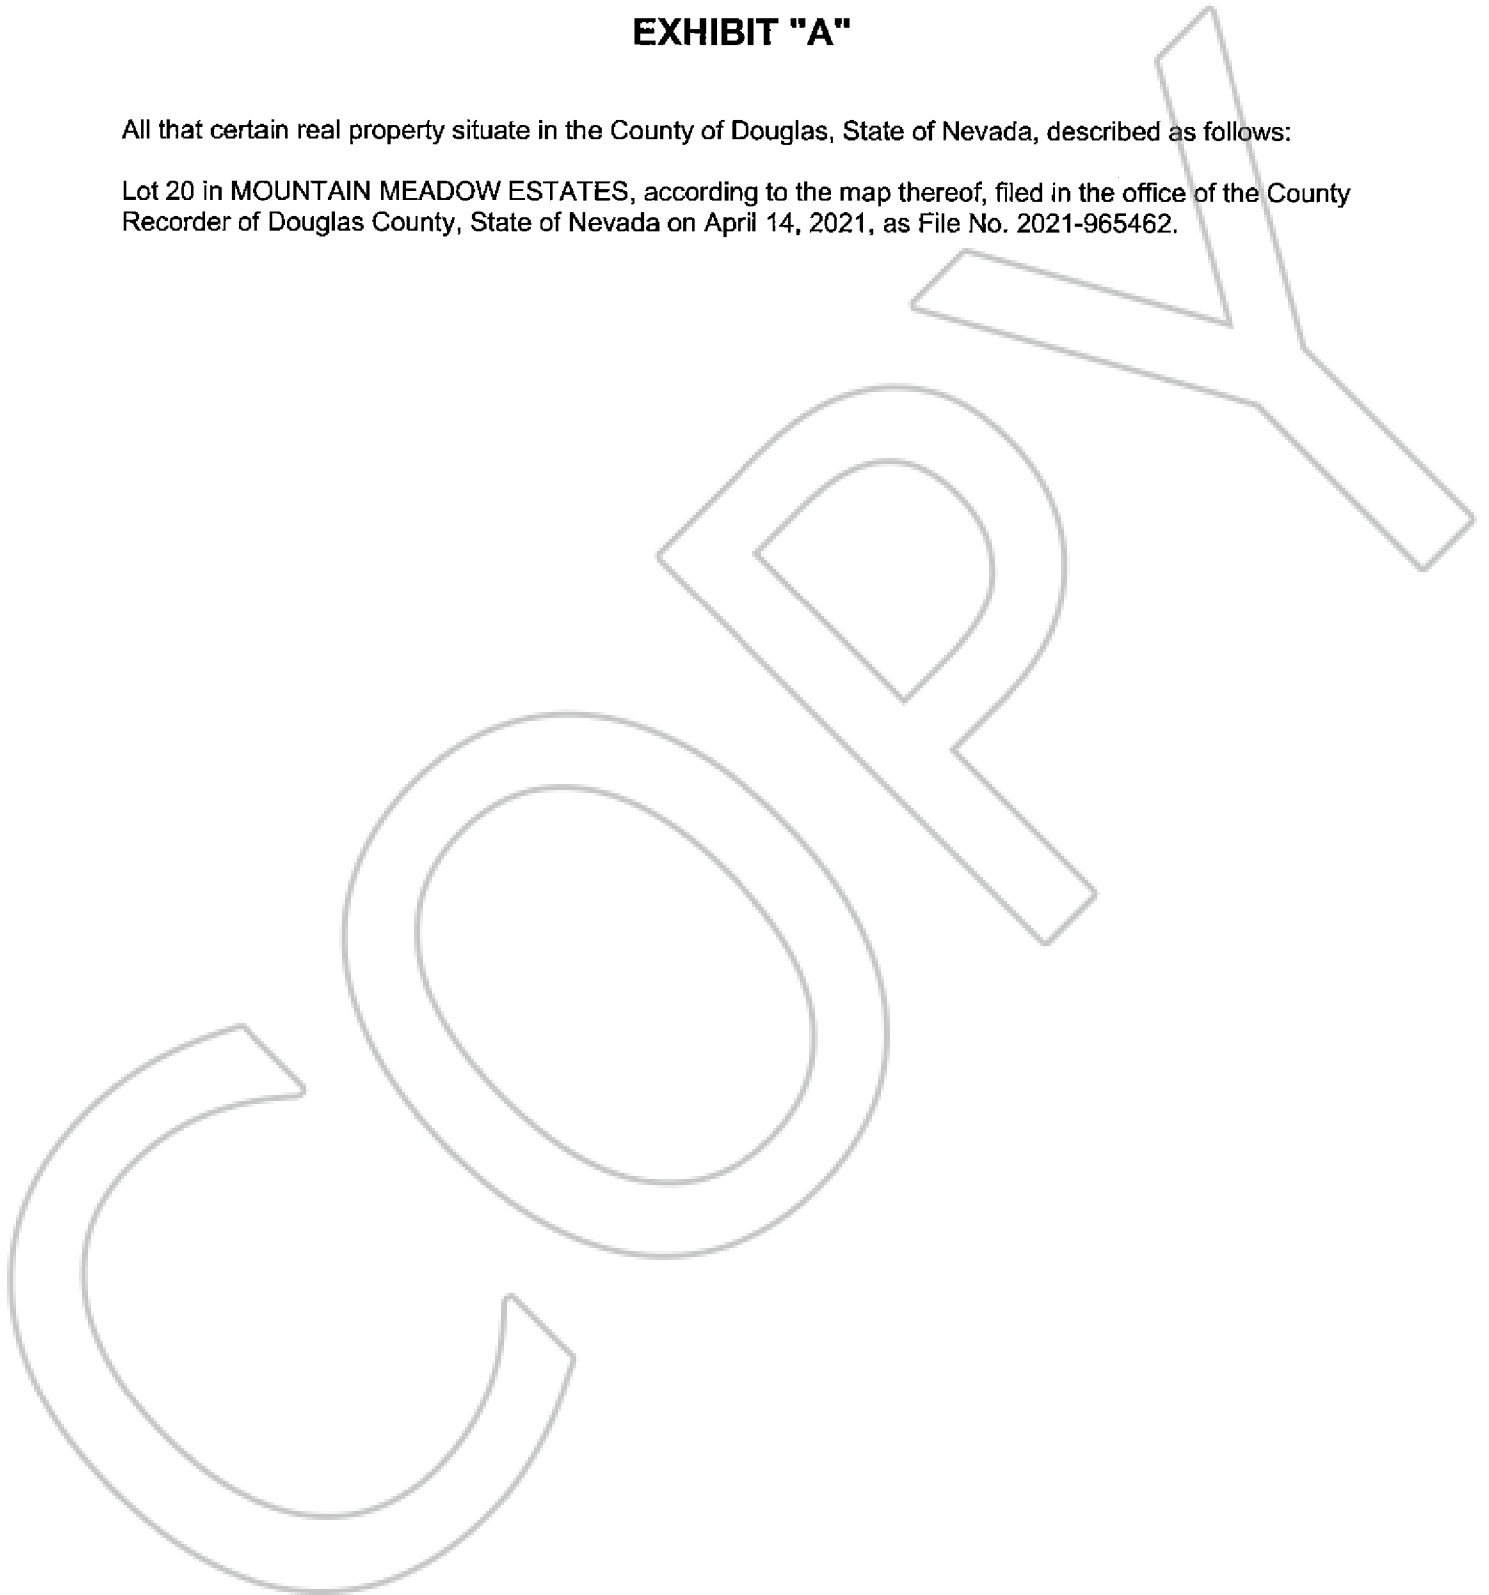 EXHIBIT "A"
All that certain real property situate in the County of Douglas, State of Nevada, described as follows:
Lot 20 in MOUNTAIN MEADOW ESTATES, according to the map thereof, filed in the office of the County
Recorder of Douglas County, State of Nevada on April 14, 2021, as File No. 2021-965462.
COPY